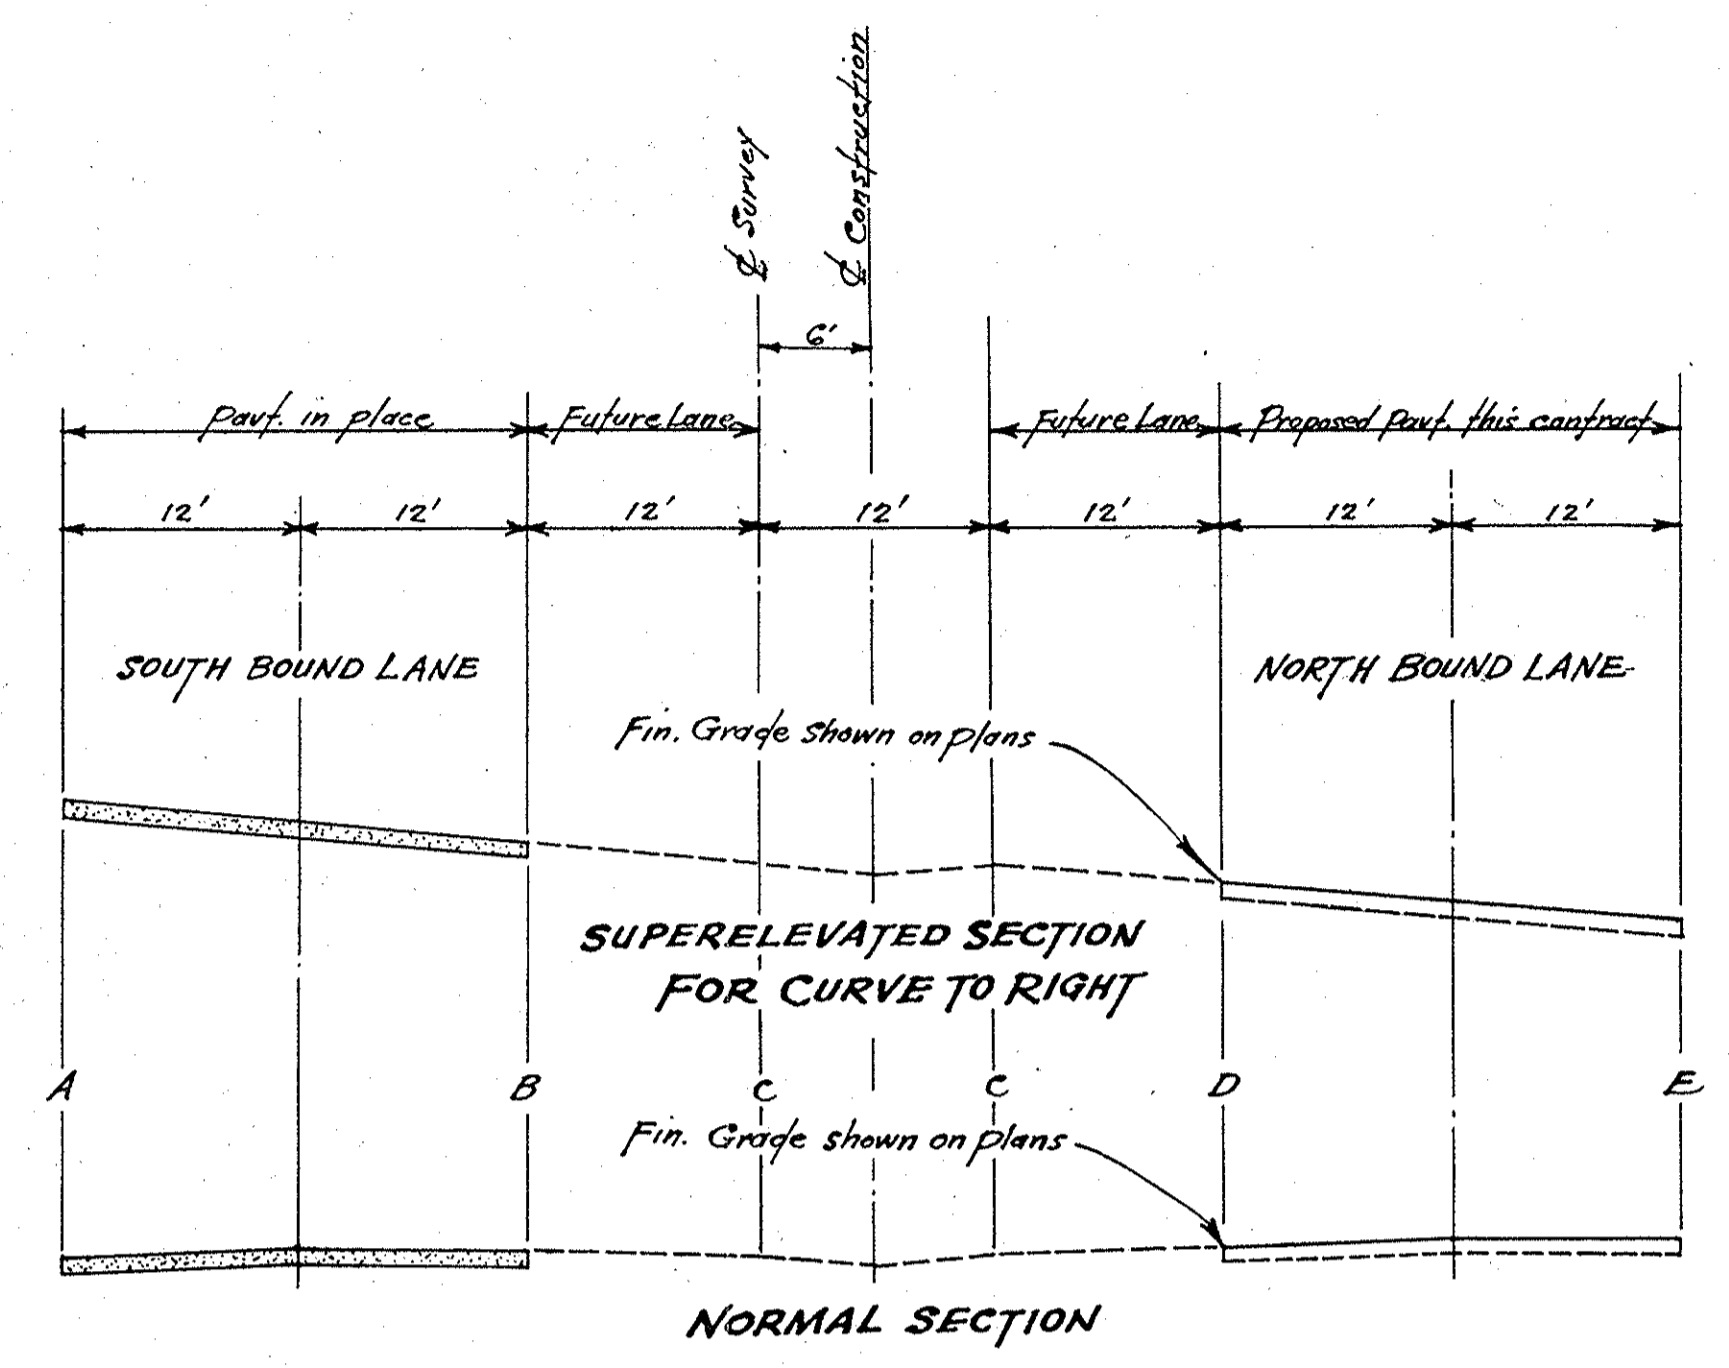 ℄ Survey
℄ Construction
6'
Pavt. in place
Future Lane
Future Lane
Proposed Pavt. this contract
12'
12'
12'
12'
12'
12'
12'
SOUTH BOUND LANE
NORTH BOUND LANE
Fin. Grade shown on plans
SUPERELEVATED SECTION
FOR CURVE TO RIGHT
A
B
C
C
D
E
Fin. Grade shown on plans
NORMAL SECTION